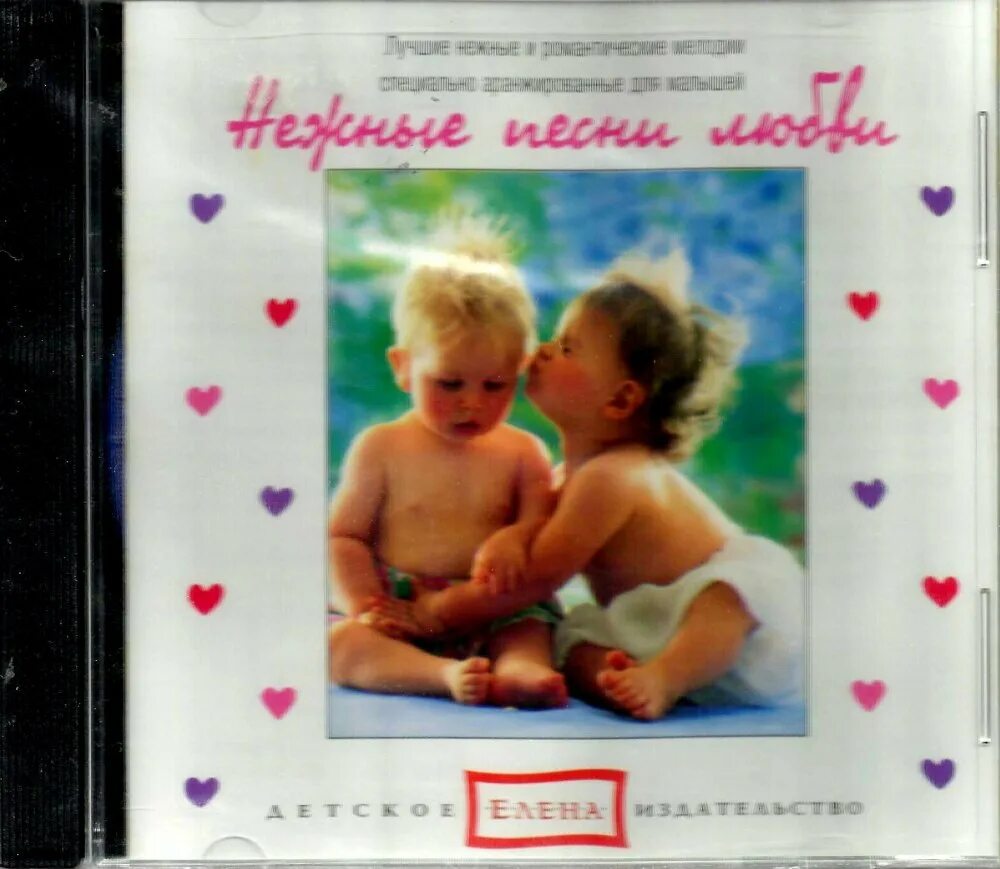 Лучшие нежные и романтические мелодии
специально аранжированные для малышей
Нежные песни любви
ДЕТСКОЕ ЕЛЕНА ИЗДАТЕЛЬСТВО